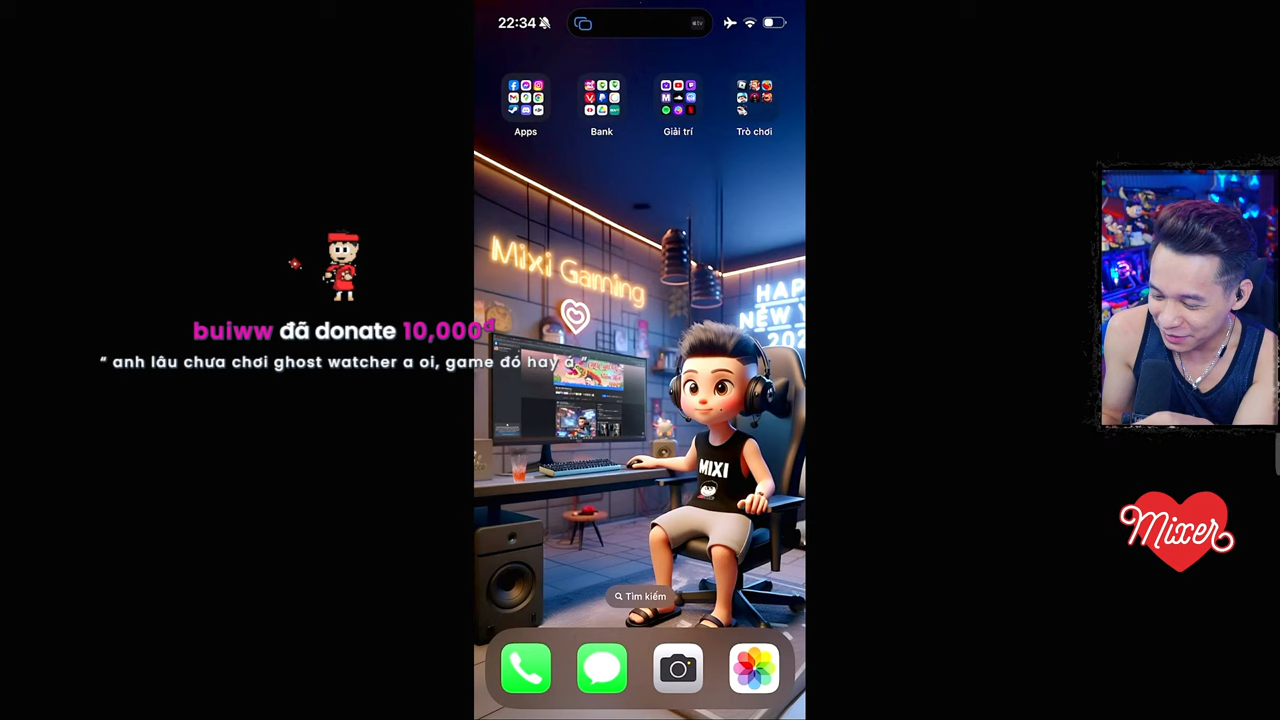 22:34
Apps
Bank
Giải trí
Trò chơi
Mixi Gaming
HAP
NEW Y
202
buiww đã donate 10,000đ
“ anh lâu chưa chơi ghost watcher a oi, game đó hay á ”
MIXI
Tìm kiếm
Mixer